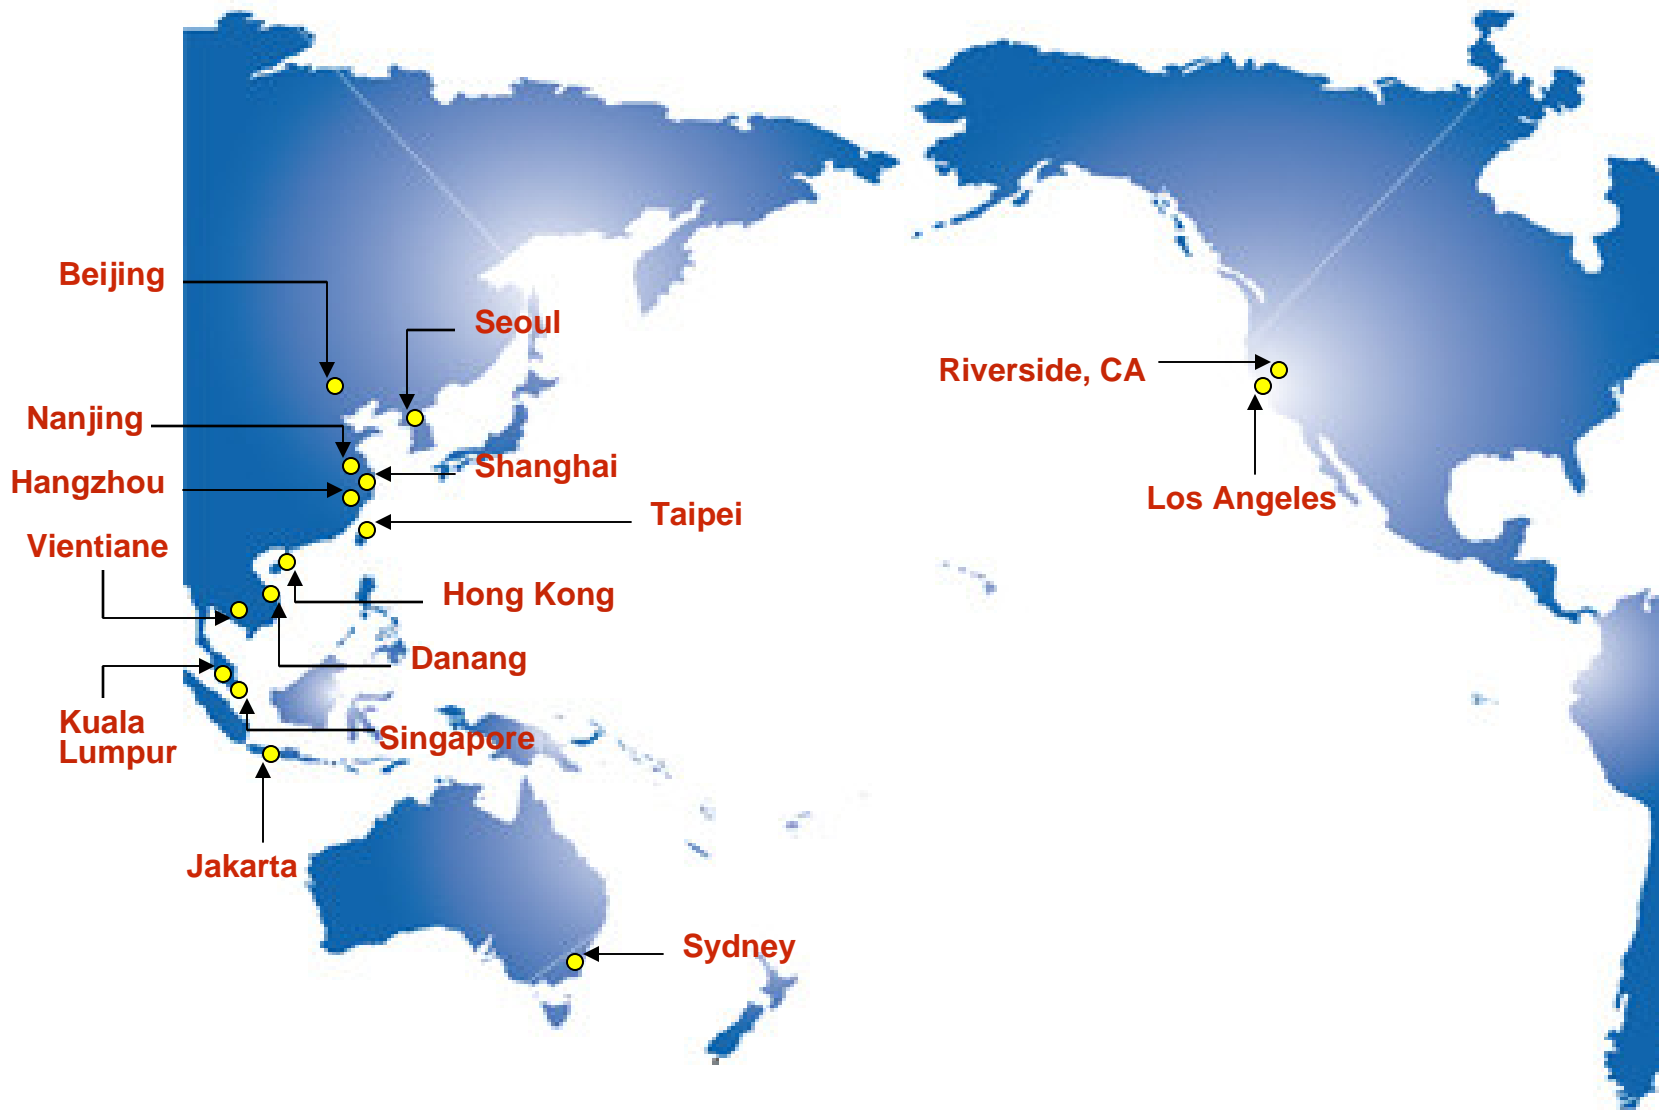 Beijing
Seoul
Riverside, CA
Nanjing
Shanghai
Hangzhou
Los Angeles
Taipei
Vientiane
Hong Kong
Danang
Kuala
Lumpur
Singapore
Jakarta
Sydney